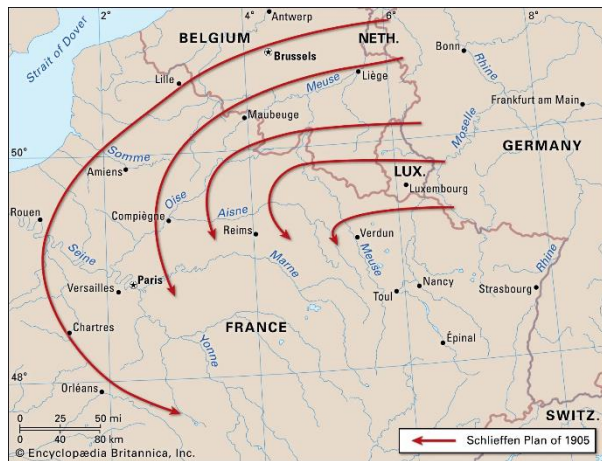 2°
4°
6°
8°
Antwerp
BELGIUM
NETH.
Strait of Dover
Brussels
Bonn
Rhine
Lille
Meuse
Liège
Maubeuge
Frankfurt am Main
Moselle
50°
Somme
Amiens
GERMANY
LUX.
Luxembourg
Oise
Rouen
Compiègne
Aisne
Reims
Verdun
Seine
Marne
Meuse
Paris
Versailles
Nancy
Toul
Strasbourg
Rhine
Chartres
FRANCE
Yonne
Épinal
48°
Orléans
0 25 50 mi
0 40 80 km
SWITZ.
© Encyclopædia Britannica, Inc.
Schlieffen Plan of 1905